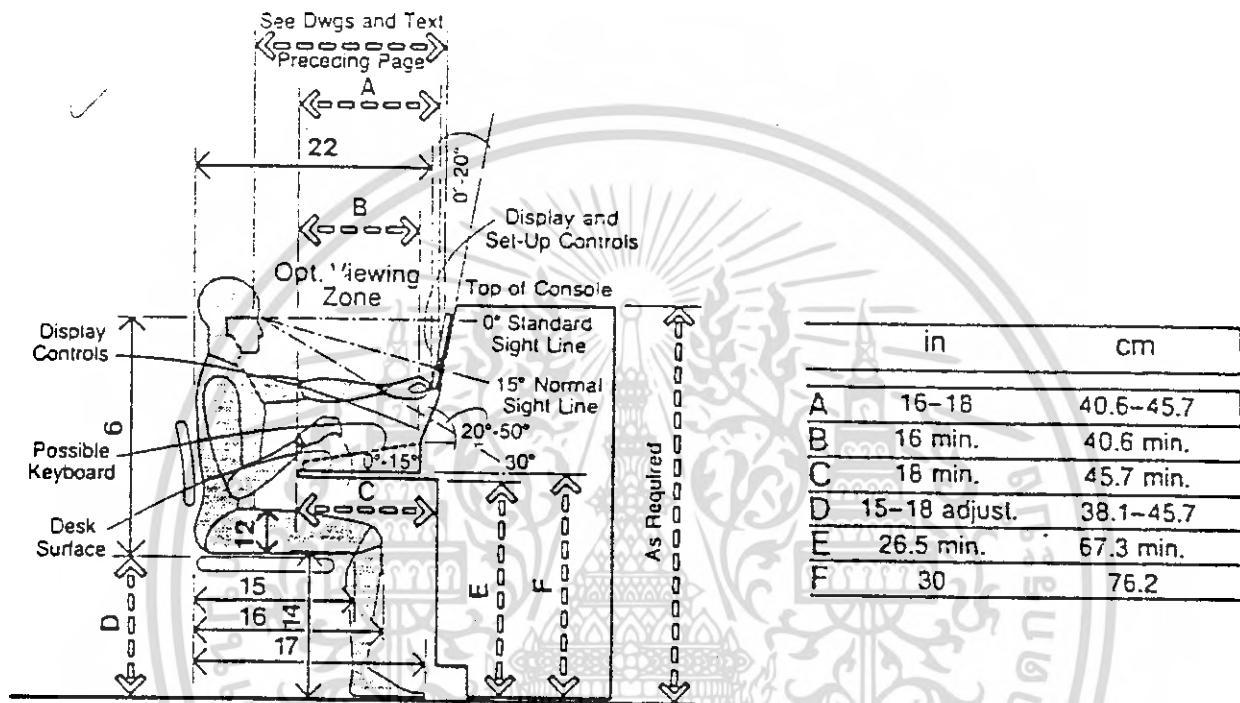 See Dwgs and Text
Preceding Page
A
22
0°-20°
B
Display and
Set-Up Controls
Opt. Viewing
Zone
Top of Console
0° Standard
Sight Line
Display
Controls
15° Normal
Sight Line
6
20°-50°
Possible
Keyboard
0°-15°
30°
C
As Required
Desk
Surface
12
E
F
D
15
14
16
17
in cm
A 16-18 40.6-45.7
B 16 min. 40.6 min.
C 18 min. 45.7 min.
D 15-18 adjust. 38.1-45.7
E 26.5 min. 67.3 min.
F 30 76.2